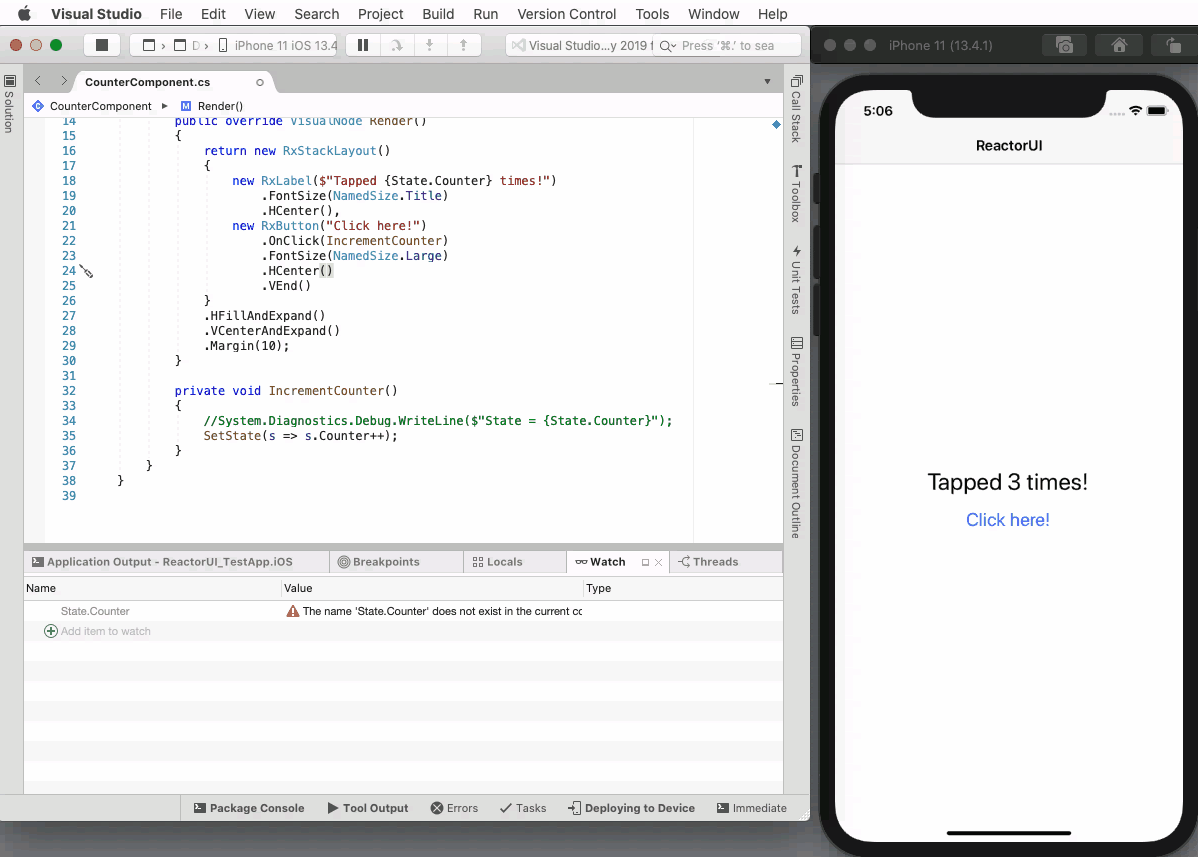 Visual Studio File Edit View Search Project Build Run Version Control Tools Window Help
D iPhone 11 iOS 13.4 Visual Studio...y 2019 f Press '⌘.' to sea
iPhone 11 (13.4.1)
Solution
CounterComponent.cs
CounterComponent Render()
14 public override VisualNode Render()
15 {
16 return new RxStackLayout()
17 {
18 new RxLabel($"Tapped {State.Counter} times!")
19 .FontSize(NamedSize.Title)
20 .HCenter(),
21 new RxButton("Click here!")
22 .OnClick(IncrementCounter)
23 .FontSize(NamedSize.Large)
24 .HCenter()
25 .VEnd()
26 }
27 .HFillAndExpand()
28 .VCenterAndExpand()
29 .Margin(10);
30 }
31
32 private void IncrementCounter()
33 {
34 //System.Diagnostics.Debug.WriteLine($"State = {State.Counter}");
35 SetState(s => s.Counter++);
36 }
37 }
38 }
39
Call Stack
Toolbox
Unit Tests
Properties
Document Outline
Application Output - ReactorUI_TestApp.iOS Breakpoints Locals Watch Threads
Name Value Type
State.Counter The name 'State.Counter' does not exist in the current cc
Add item to watch
Package Console Tool Output Errors Tasks Deploying to Device Immediate
5:06
ReactorUI
Tapped 3 times!
Click here!